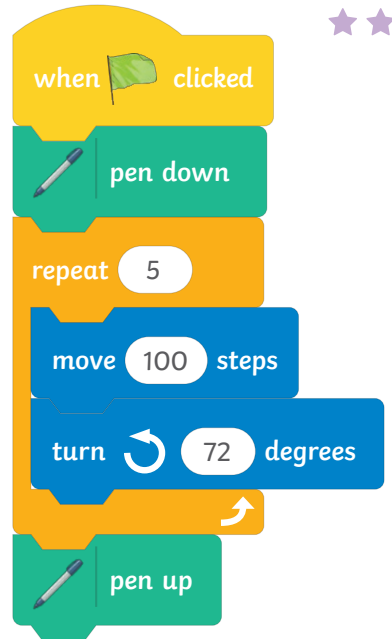 when clicked
pen down
repeat 5
move 100 steps
turn 72 degrees
pen up